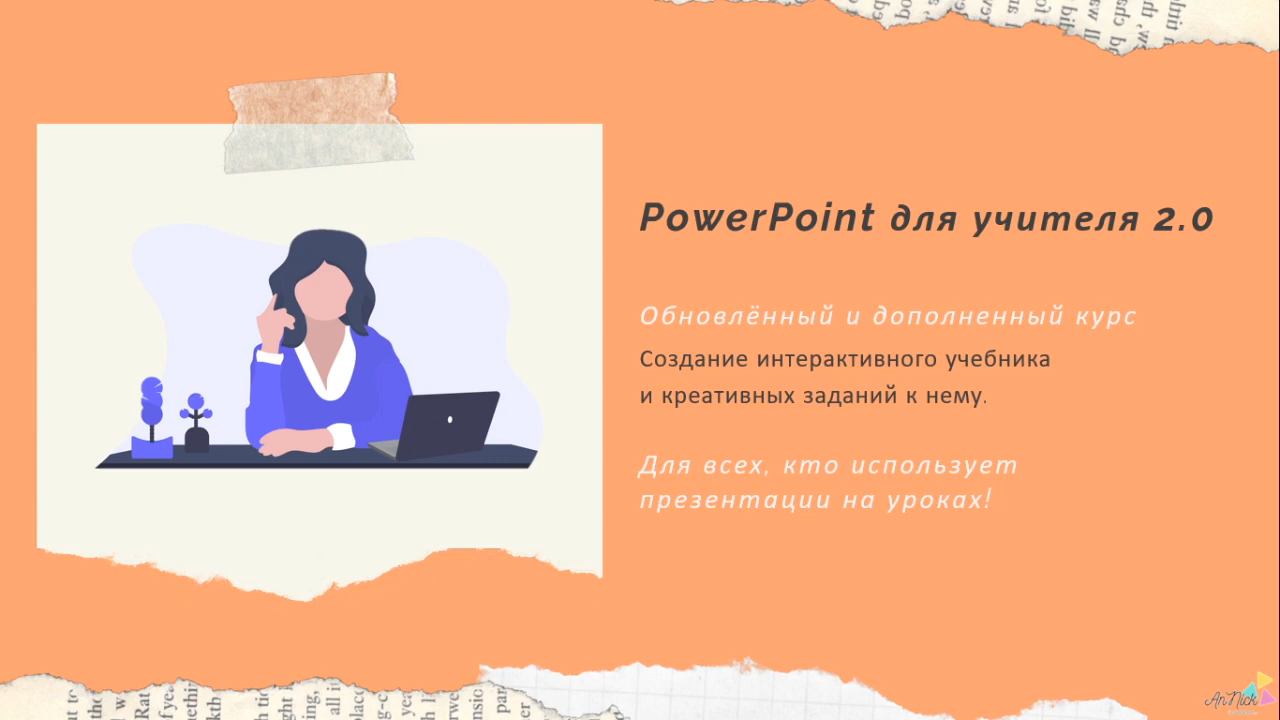 PowerPoint для учителя 2.0
Обновлённый и дополненный курс
Создание интерактивного учебника
и креативных заданий к нему.
Для всех, кто использует
презентации на уроках!
AnNick